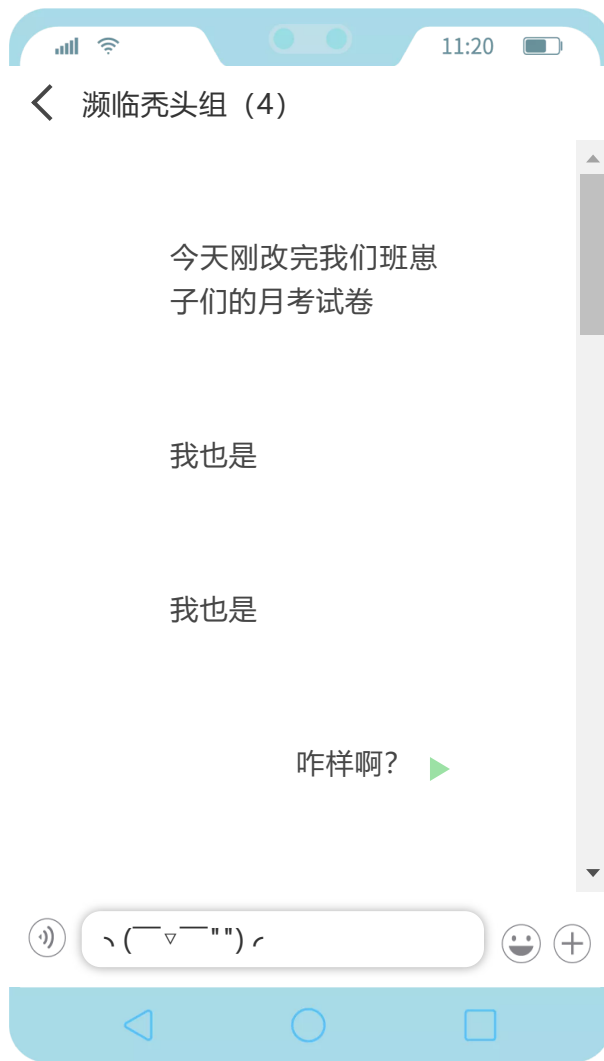 11:20
濒临秃头组（4）
今天刚改完我们班崽
子们的月考试卷
我也是
我也是
咋样啊？
ヽ(￣▽￣"")╭